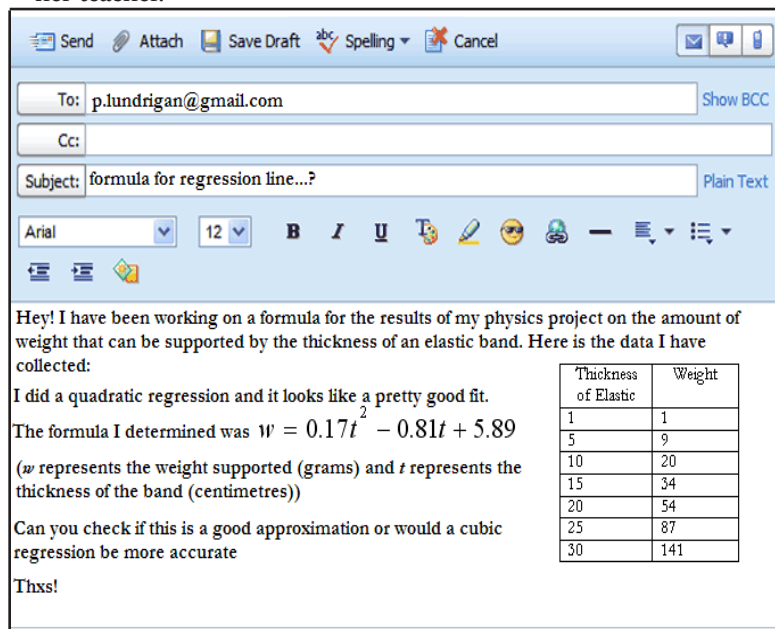 her teacher.
Send Attach Save Draft abc Spelling Cancel
To: p.lundrigan@gmail.com Show BCC
Cc:
Subject: formula for regression line...? Plain Text
Arial 12 B I U T
Hey! I have been working on a formula for the results of my physics project on the amount of
weight that can be supported by the thickness of an elastic band. Here is the data I have
collected:
I did a quadratic regression and it looks like a pretty good fit.
The formula I determined was w = 0.17t² − 0.81t + 5.89
(w represents the weight supported (grams) and t represents the
thickness of the band (centimetres))
Can you check if this is a good approximation or would a cubic
regression be more accurate
Thxs!
Thickness of Elastic Weight
1 1
5 9
10 20
15 34
20 54
25 87
30 141